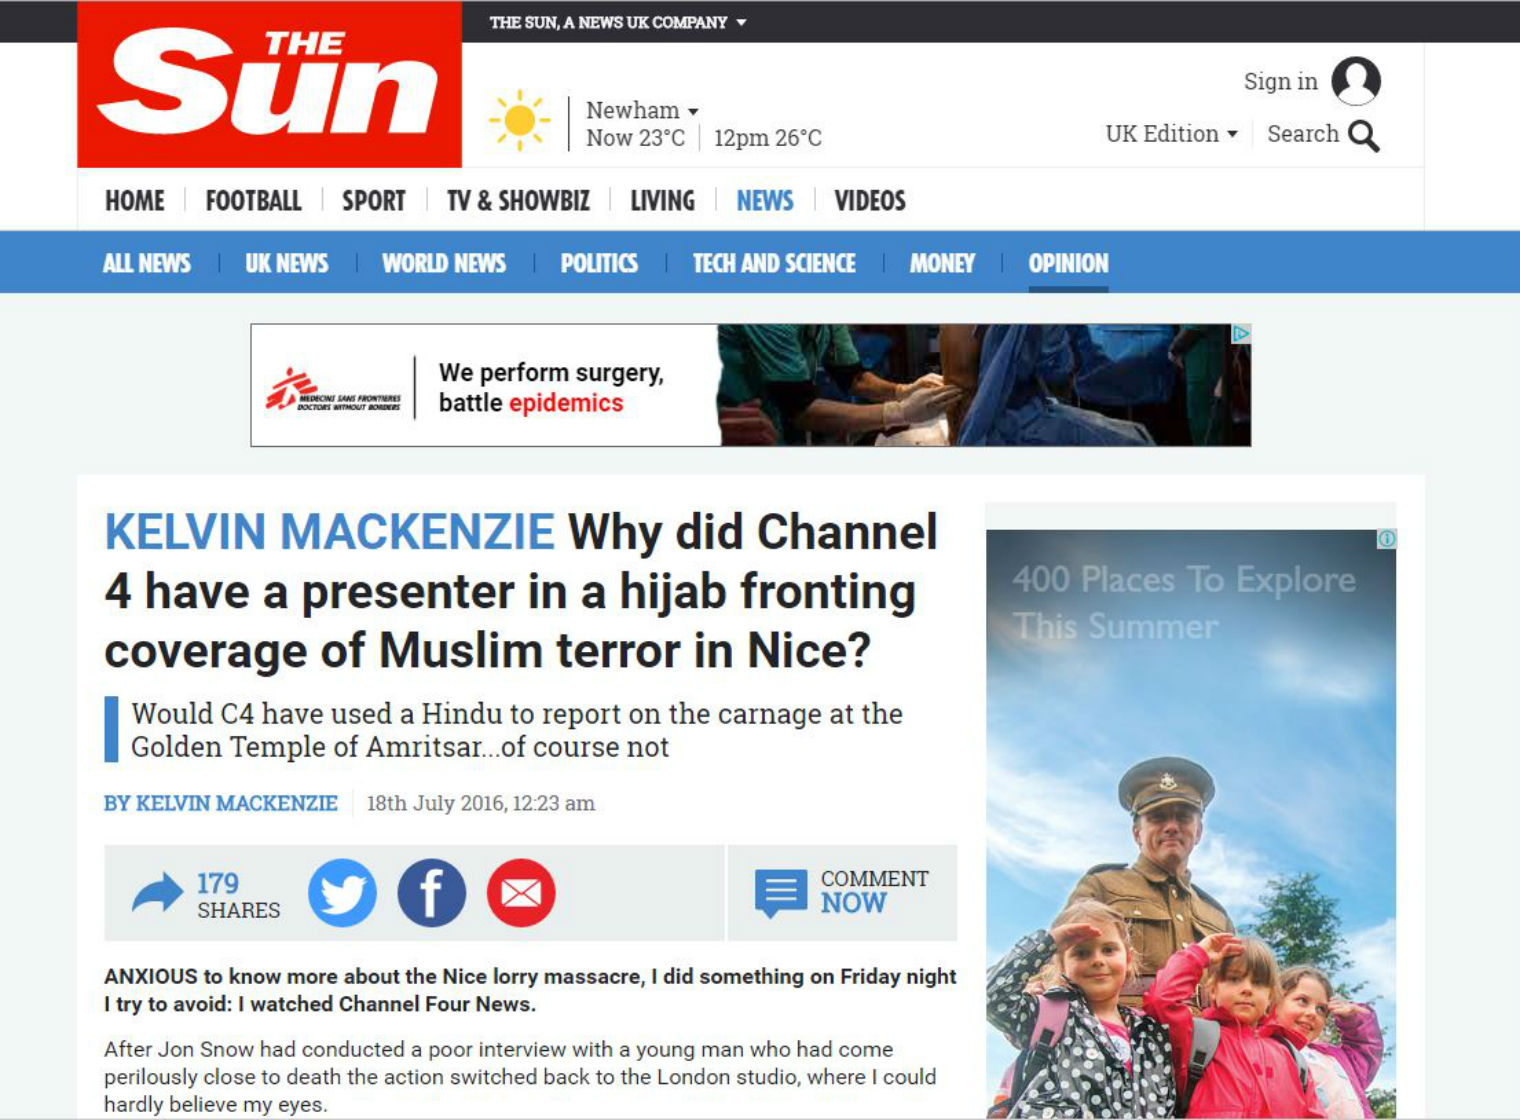 THE SUN, A NEWS UK COMPANY
THE
Sun
Newham
Now 23°C 12pm 26°C
Sign in
UK Edition Search
HOME FOOTBALL SPORT TV & SHOWBIZ LIVING NEWS VIDEOS
ALL NEWS UK NEWS WORLD NEWS POLITICS TECH AND SCIENCE MONEY OPINION
MEDECINS SANS FRONTIERES
DOCTORS WITHOUT BORDERS
We perform surgery,
battle epidemics
KELVIN MACKENZIE Why did Channel
4 have a presenter in a hijab fronting
coverage of Muslim terror in Nice?
Would C4 have used a Hindu to report on the carnage at the
Golden Temple of Amritsar...of course not
BY KELVIN MACKENZIE 18th July 2016, 12:23 am
179
SHARES
COMMENT
NOW
ANXIOUS to know more about the Nice lorry massacre, I did something on Friday night
I try to avoid: I watched Channel Four News.
After Jon Snow had conducted a poor interview with a young man who had come
perilously close to death the action switched back to the London studio, where I could
hardly believe my eyes.
400 Places To Explore
This Summer